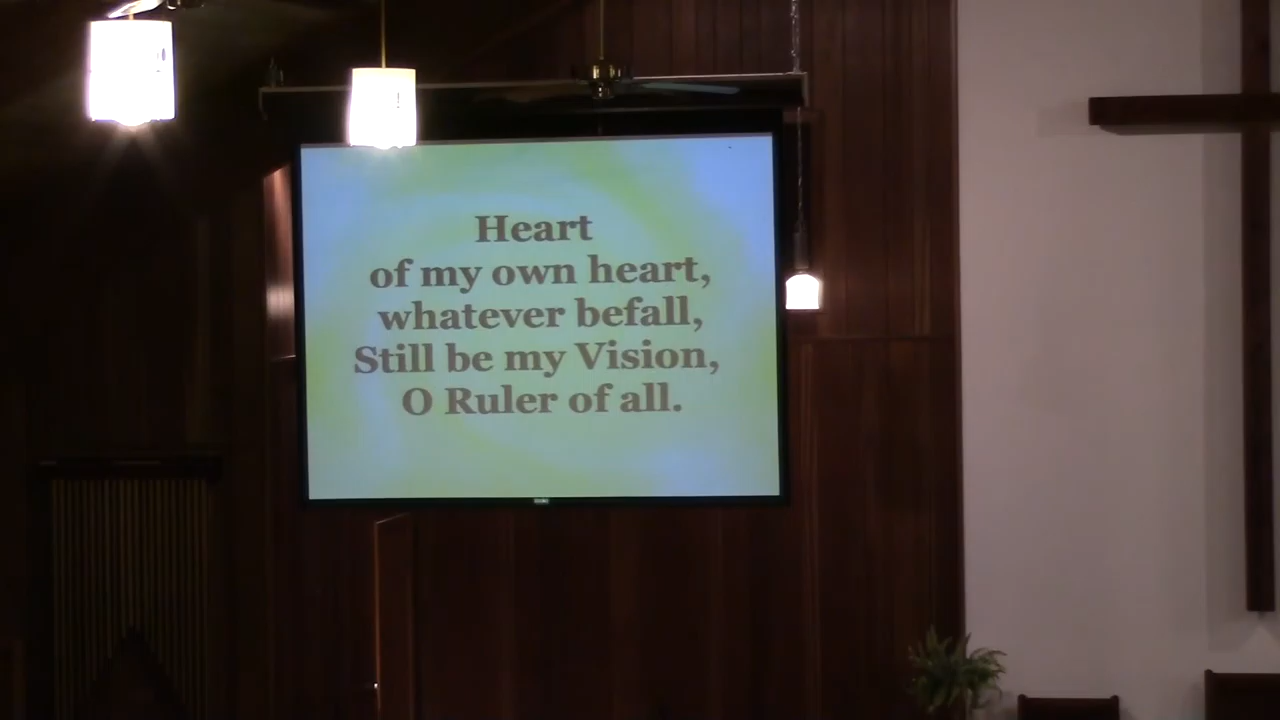 Heart
of my own heart,
whatever befall,
Still be my Vision,
O Ruler of all.